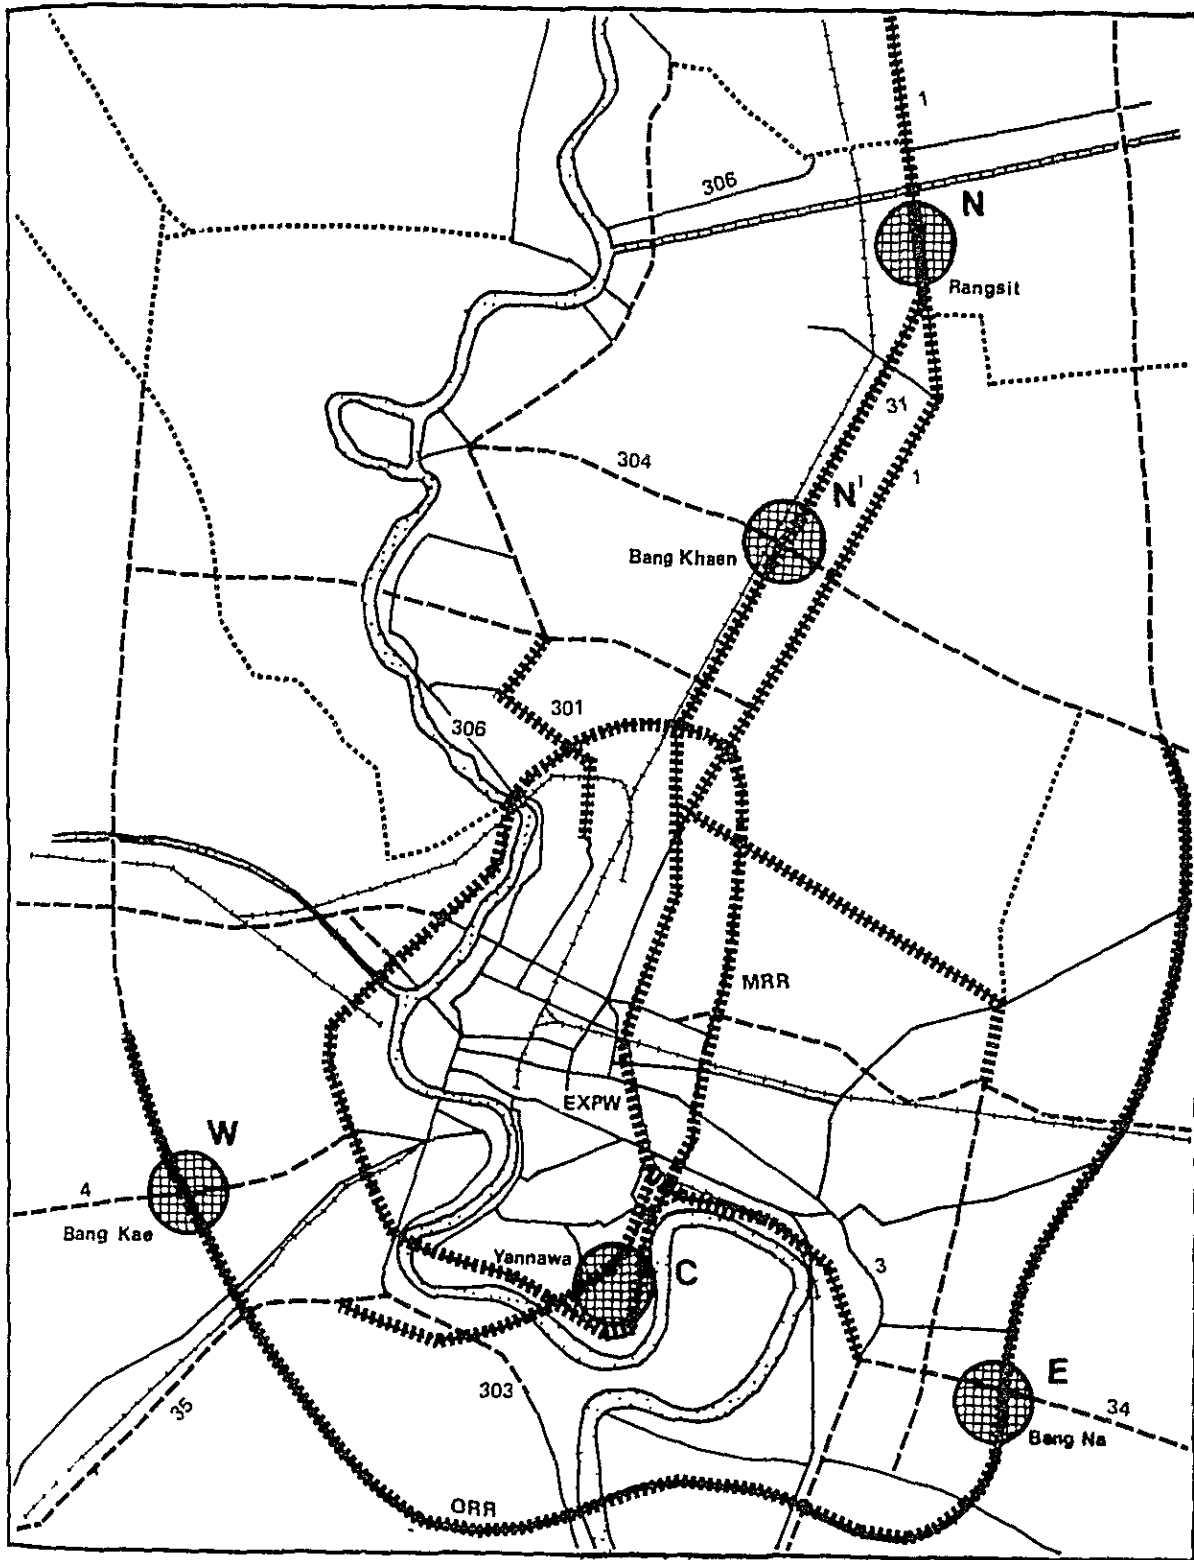 1
306
N
Rangsit
31
304
1
N'
Bang Khaen
301
306
MRR
EXPW
W
4
Bang Kae
Yannawa
C
3
E
303
34
35
Bang Na
ORR